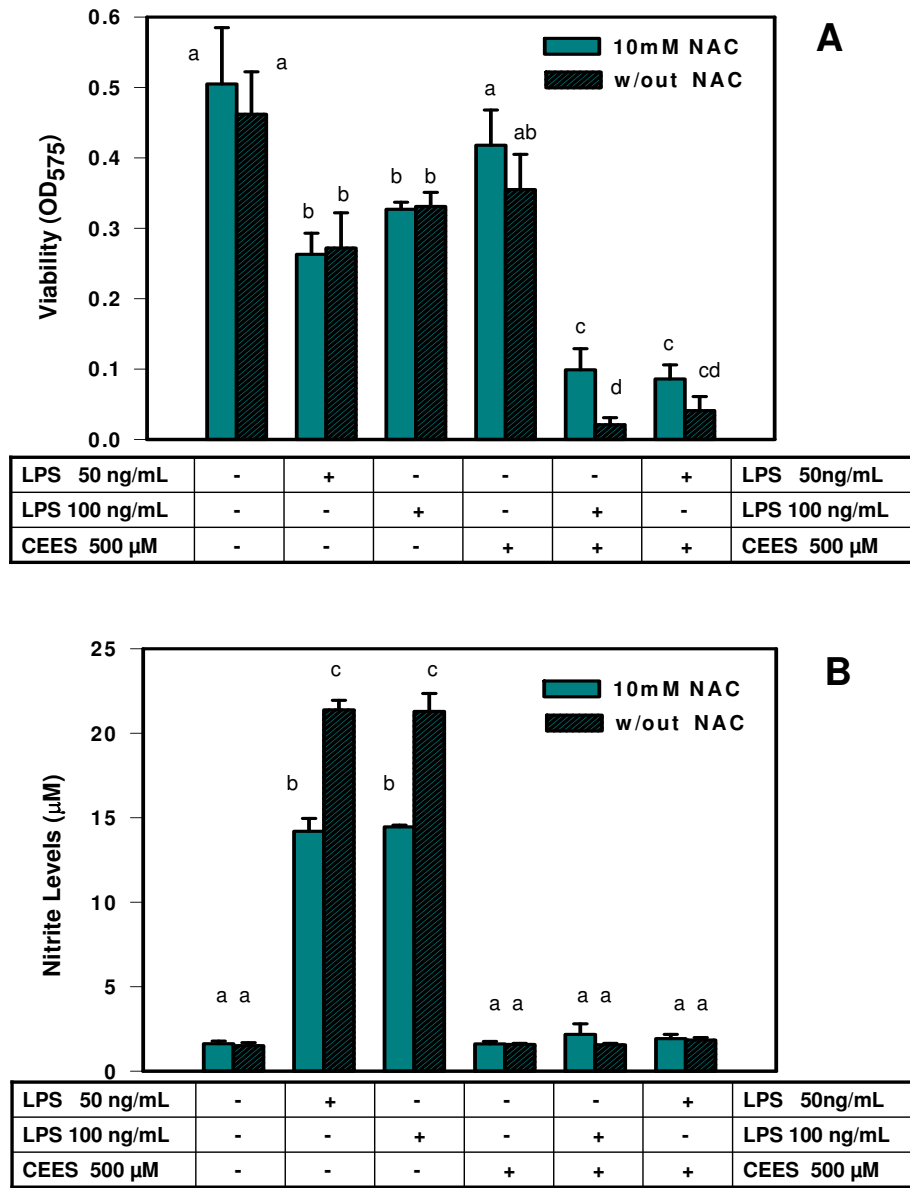 A
10mM NAC
w/out NAC
Viability (OD575)
0.6
0.5
0.4
0.3
0.2
0.1
0.0
a a b b b b a ab c d c cd
LPS 50 ng/mL - + - - - + LPS 50ng/mL
LPS 100 ng/mL - - + - + - LPS 100 ng/mL
CEES 500 µM - - - + + + CEES 500 µM
B
10mM NAC
w/out NAC
Nitrite Levels (µM)
25
20
15
10
5
0
a a b c b c a a a a a a
LPS 50 ng/mL - + - - - + LPS 50ng/mL
LPS 100 ng/mL - - + - + - LPS 100 ng/mL
CEES 500 µM - - - + + + CEES 500 µM